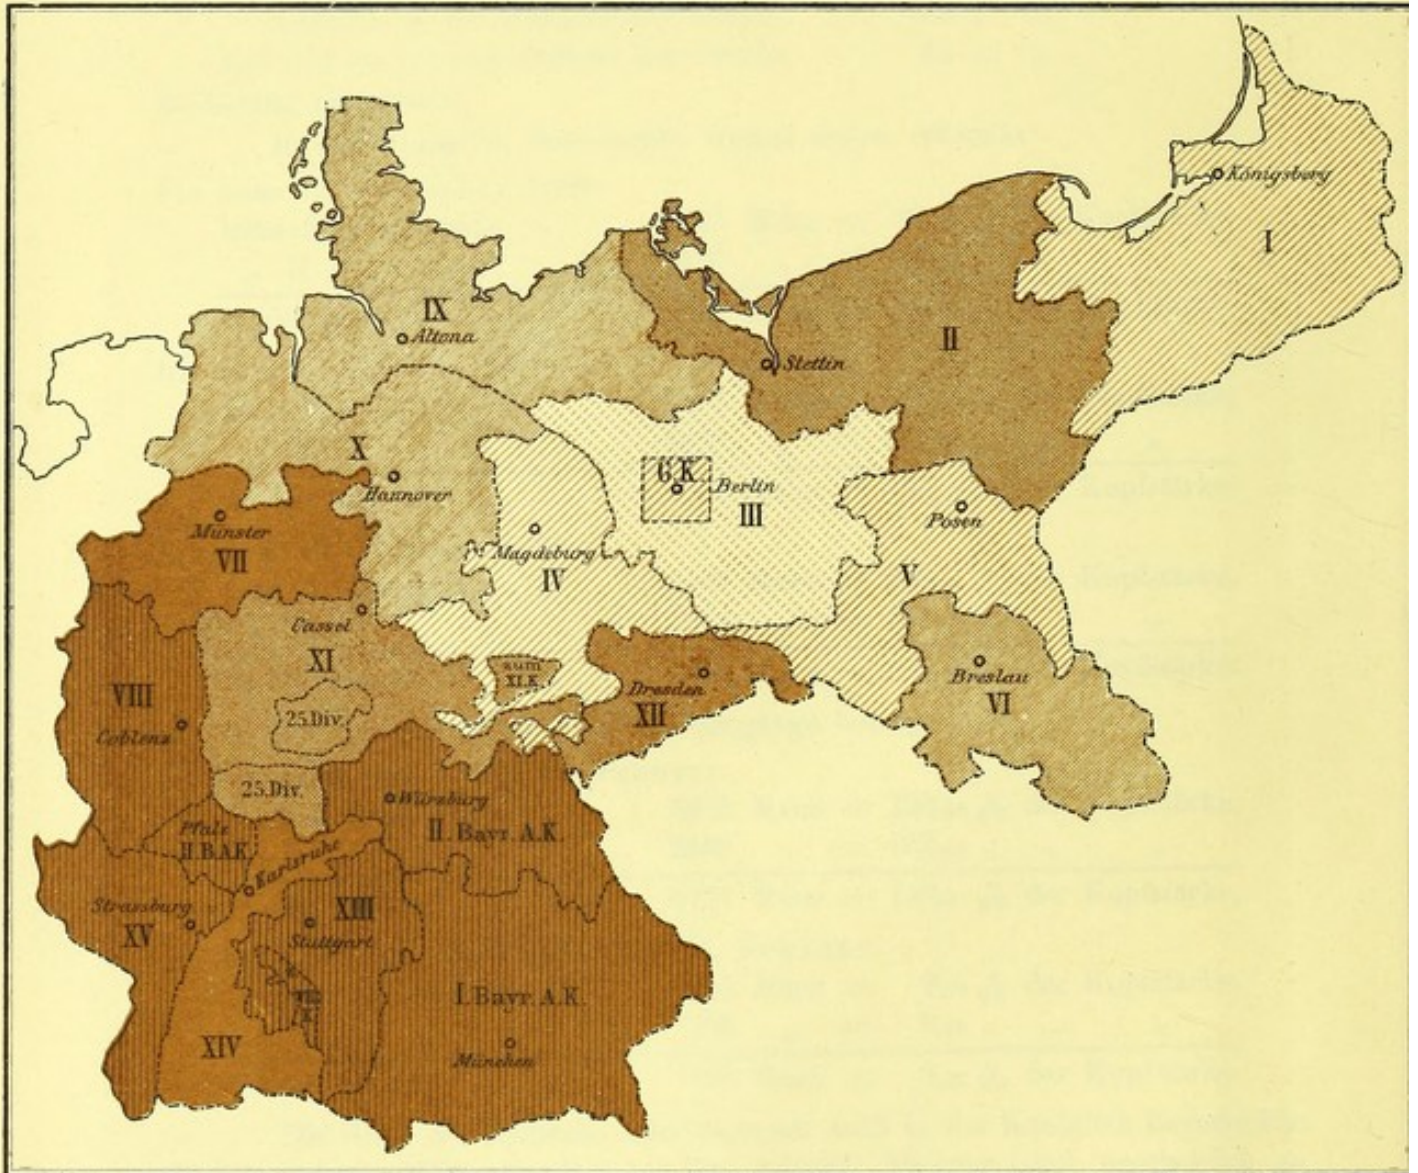 Königsberg
I
IX
Altona
II
Stettin
X
Hannover
G.K.
Berlin
III
Posen
Münster
VII
Magdeburg
IV
V
Cassel
XI
zum
XI.K.
Breslau
VI
Dresden
XII
VIII
Coblenz
25.Div.
25.Div.
Würzburg
II. Bayr. A.K.
Pfalz
II.B.A.K.
Karlsruhe
Strassburg
XV
XIII
Stuttgart
I. Bayr. A.K.
XIV
München